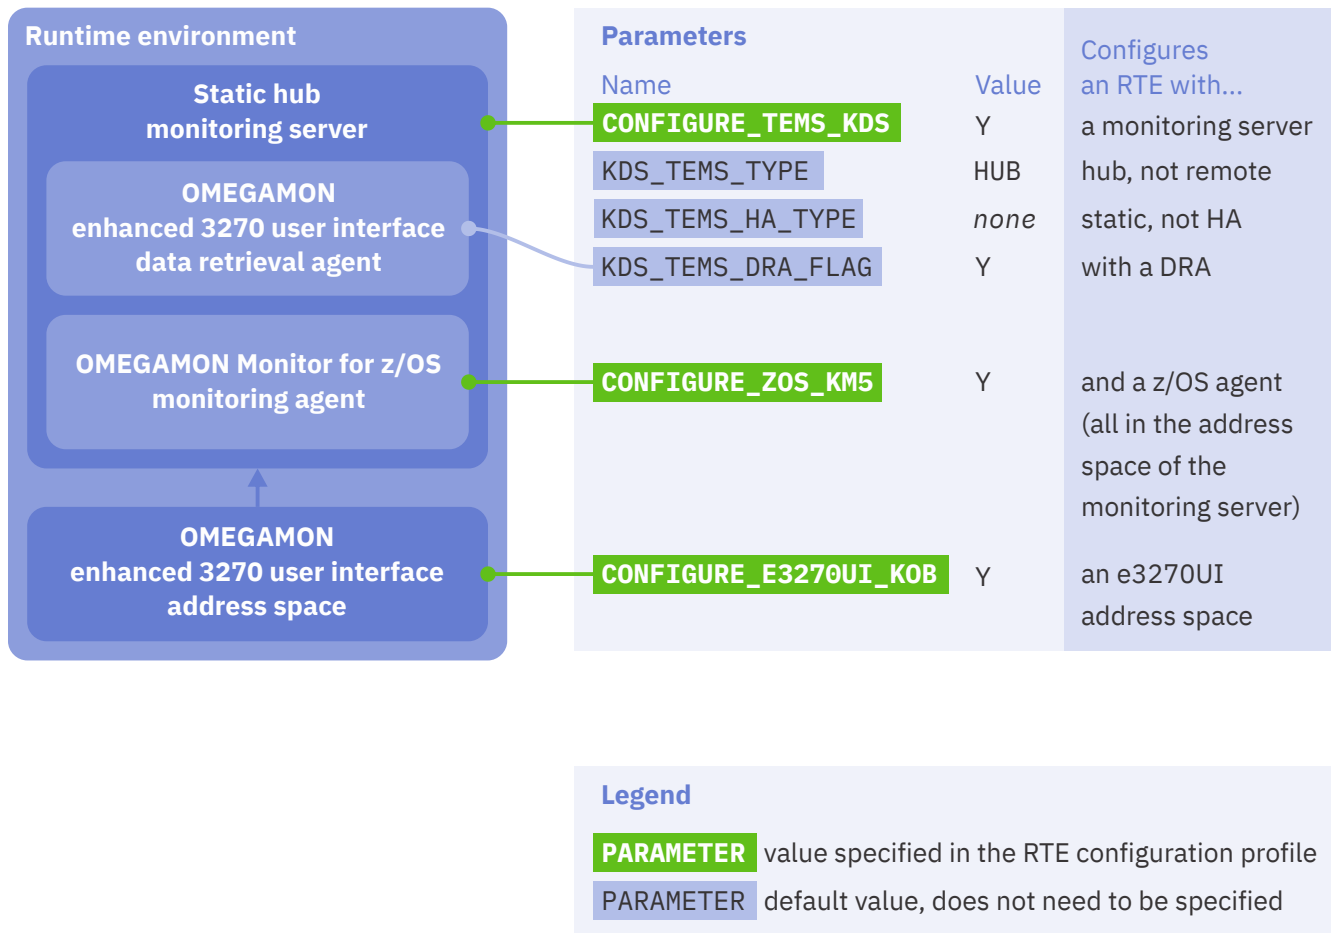 Runtime environment
Static hub
monitoring server
OMEGAMON
enhanced 3270 user interface
data retrieval agent
OMEGAMON Monitor for z/OS
monitoring agent
OMEGAMON
enhanced 3270 user interface
address space
Parameters
Name Value Configures
an RTE with...
CONFIGURE_TEMS_KDS Y a monitoring server
KDS_TEMS_TYPE HUB hub, not remote
KDS_TEMS_HA_TYPE none static, not HA
KDS_TEMS_DRA_FLAG Y with a DRA
CONFIGURE_ZOS_KM5 Y and a z/OS agent
(all in the address
space of the
monitoring server)
CONFIGURE_E3270UI_KOB Y an e3270UI
address space
Legend
PARAMETER value specified in the RTE configuration profile
PARAMETER default value, does not need to be specified